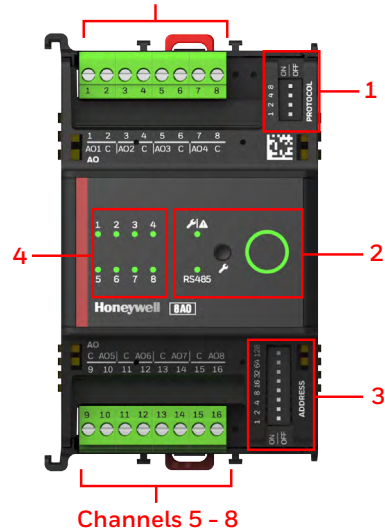 1 2 3 4 5 6 7 8
ON OFF
1 2 4 8
PROTOCOL
1
1 2 3 4 5 6 7 8
AO1 C AO2 C AO3 C AO4 C
AO
1 2 3 4
4
2
5 6 7 8
RS485
Honeywell 8AO
AO
C AO5 C AO6 C AO7 C AO8
9 10 11 12 13 14 15 16
1 2 4 8 16 32 64 128
ADDRESS
3
9 10 11 12 13 14 15 16
ON OFF
Channels 5 - 8